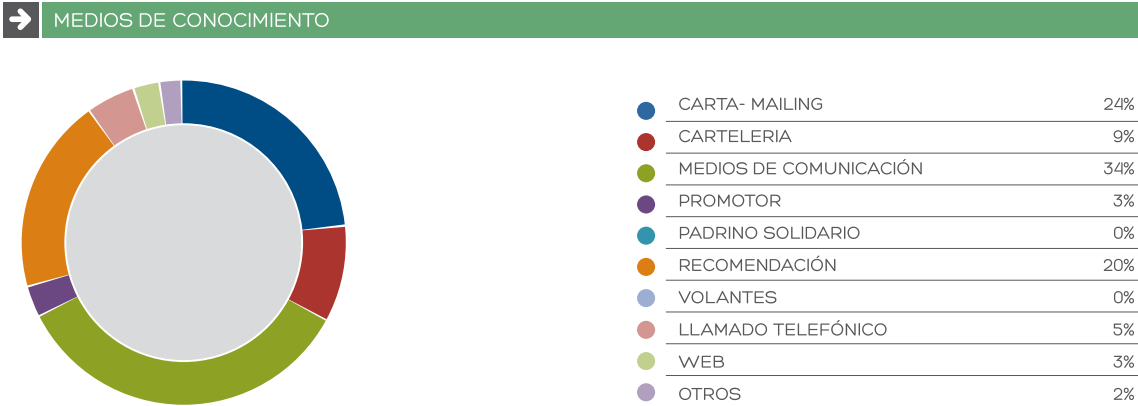 MEDIOS DE CONOCIMIENTO
CARTA- MAILING 24%
CARTELERIA 9%
MEDIOS DE COMUNICACIÓN 34%
PROMOTOR 3%
PADRINO SOLIDARIO 0%
RECOMENDACIÓN 20%
VOLANTES 0%
LLAMADO TELEFÓNICO 5%
WEB 3%
OTROS 2%